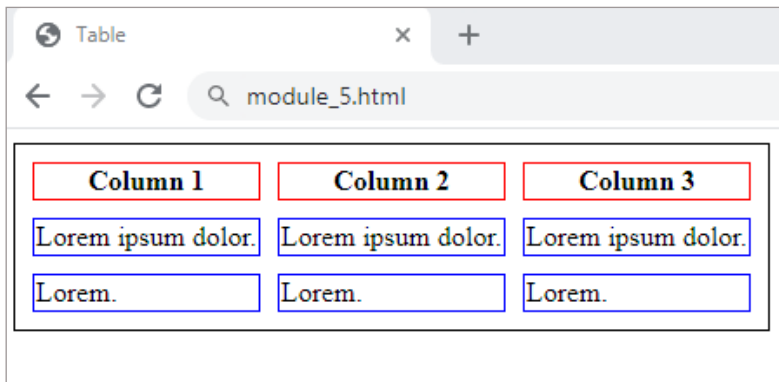 Table
module_5.html
Column 1 Column 2 Column 3
Lorem ipsum dolor. Lorem ipsum dolor. Lorem ipsum dolor.
Lorem. Lorem. Lorem.